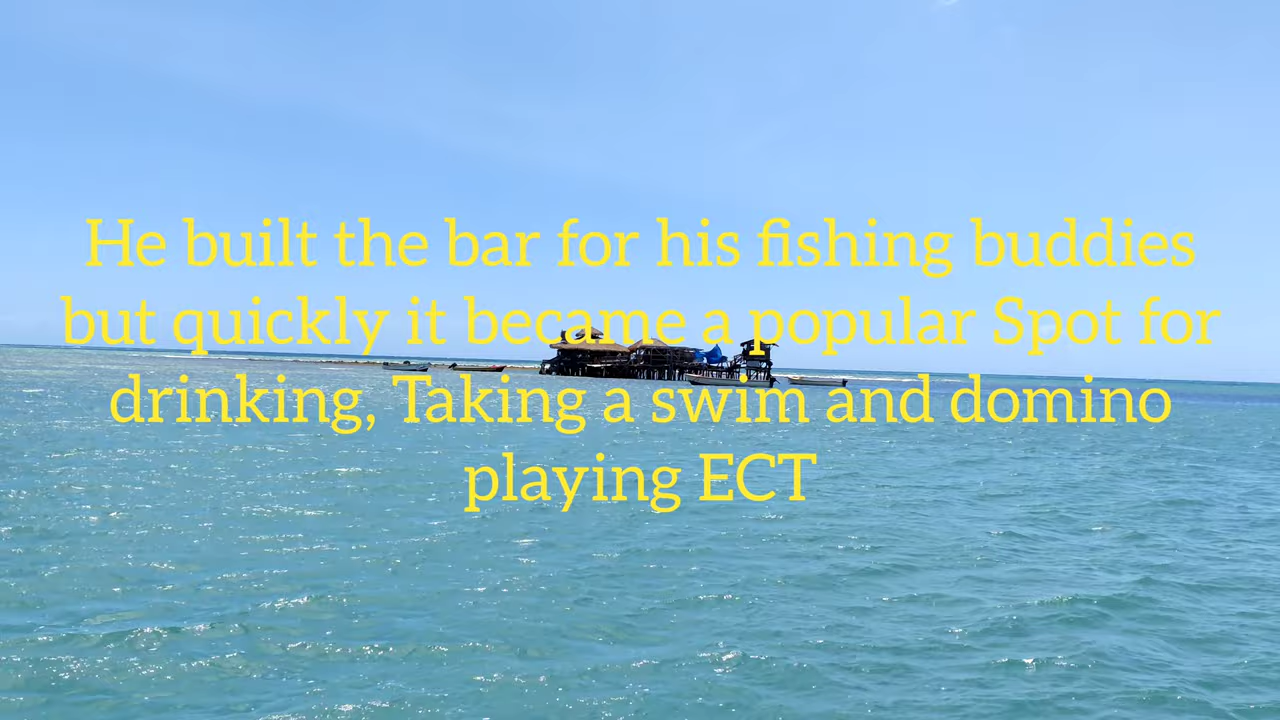 He built the bar for his fishing buddies
but quickly it became a popular Spot for
drinking, Taking a swim and domino
playing ECT